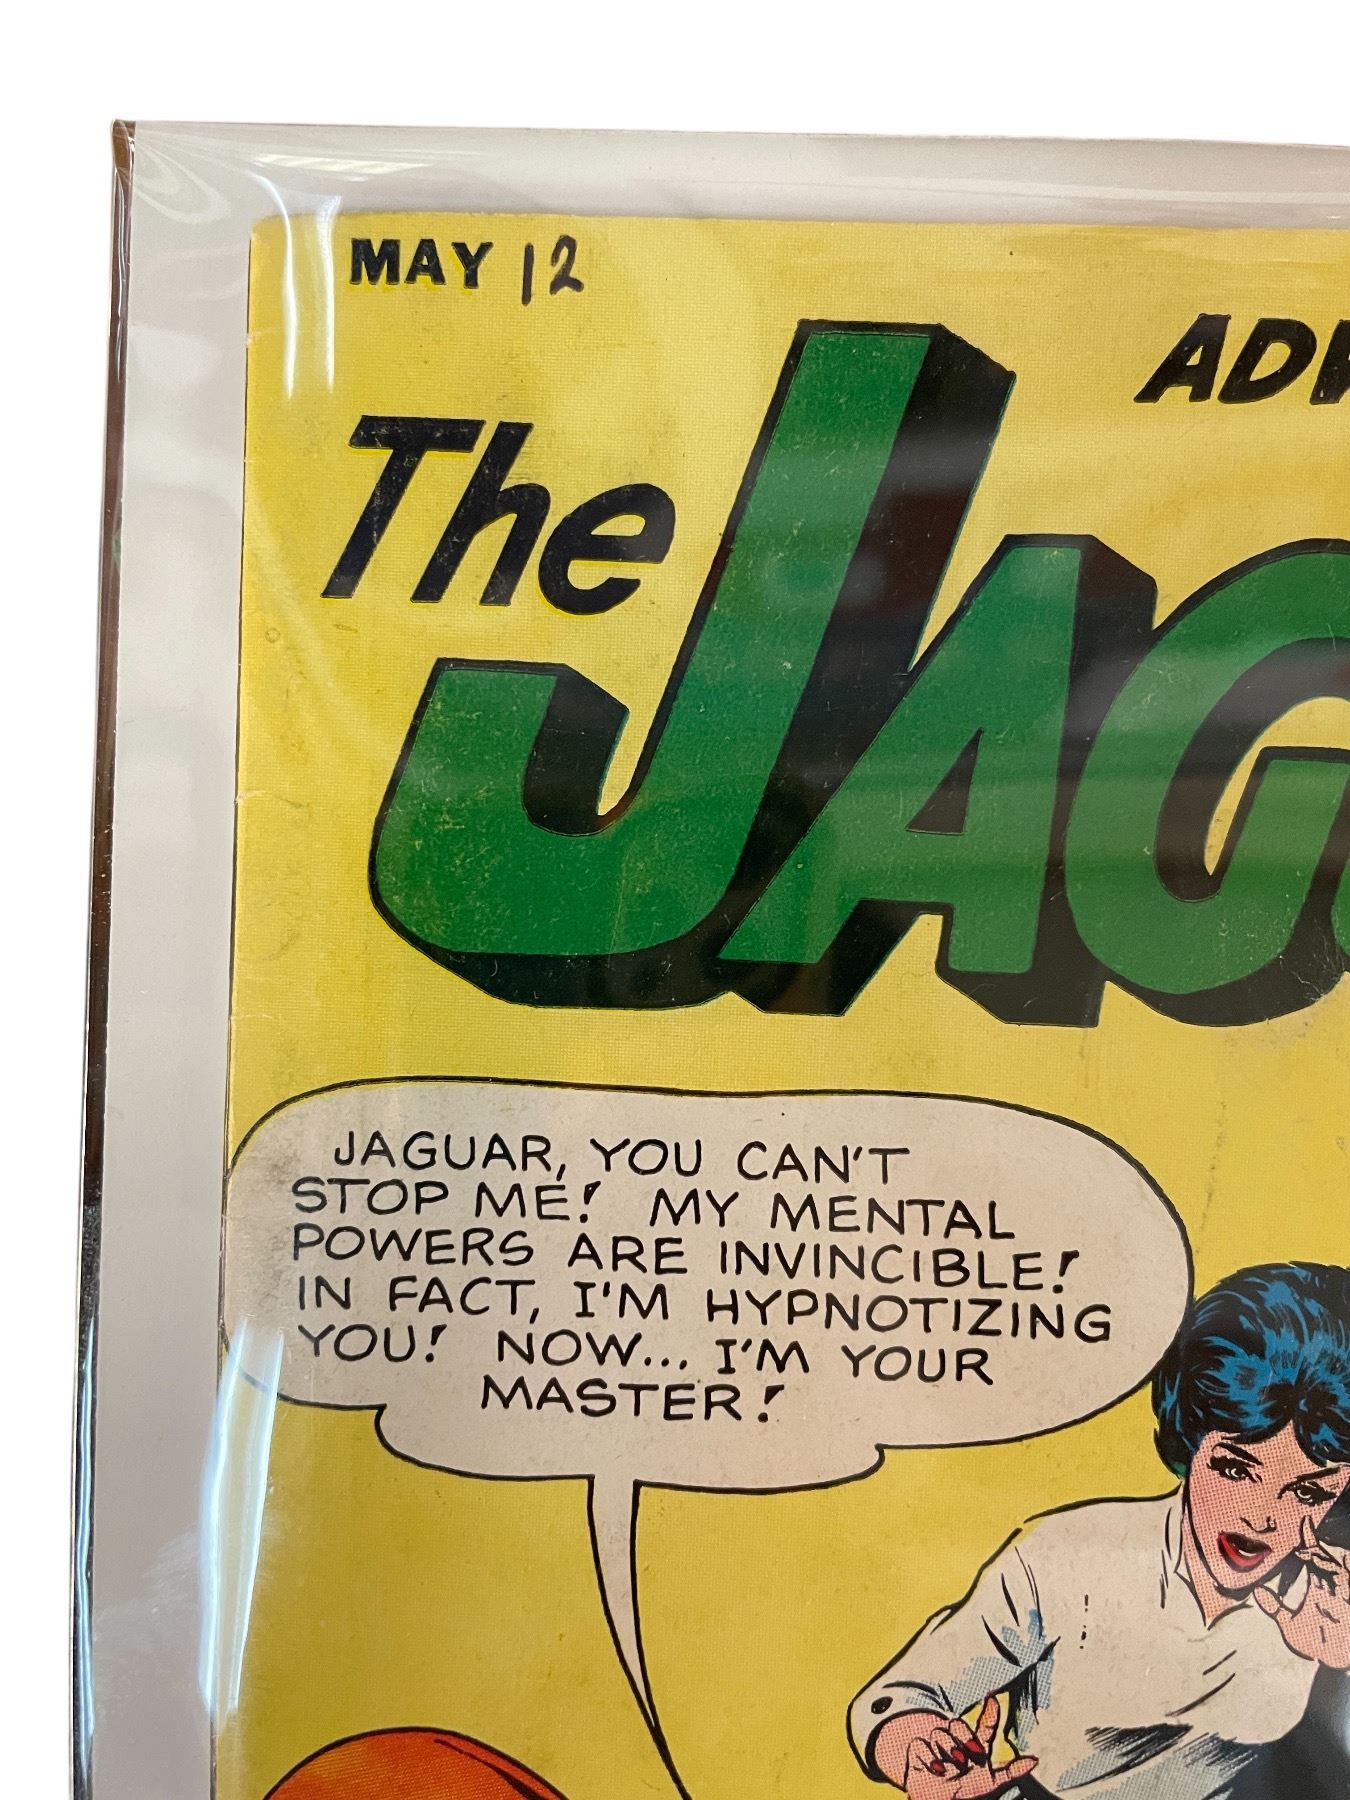 MAY 12
ADV
The JAGU
JAGUAR, YOU CAN'T
STOP ME! MY MENTAL
POWERS ARE INVINCIBLE!
IN FACT, I'M HYPNOTIZING
YOU! NOW... I'M YOUR
MASTER!